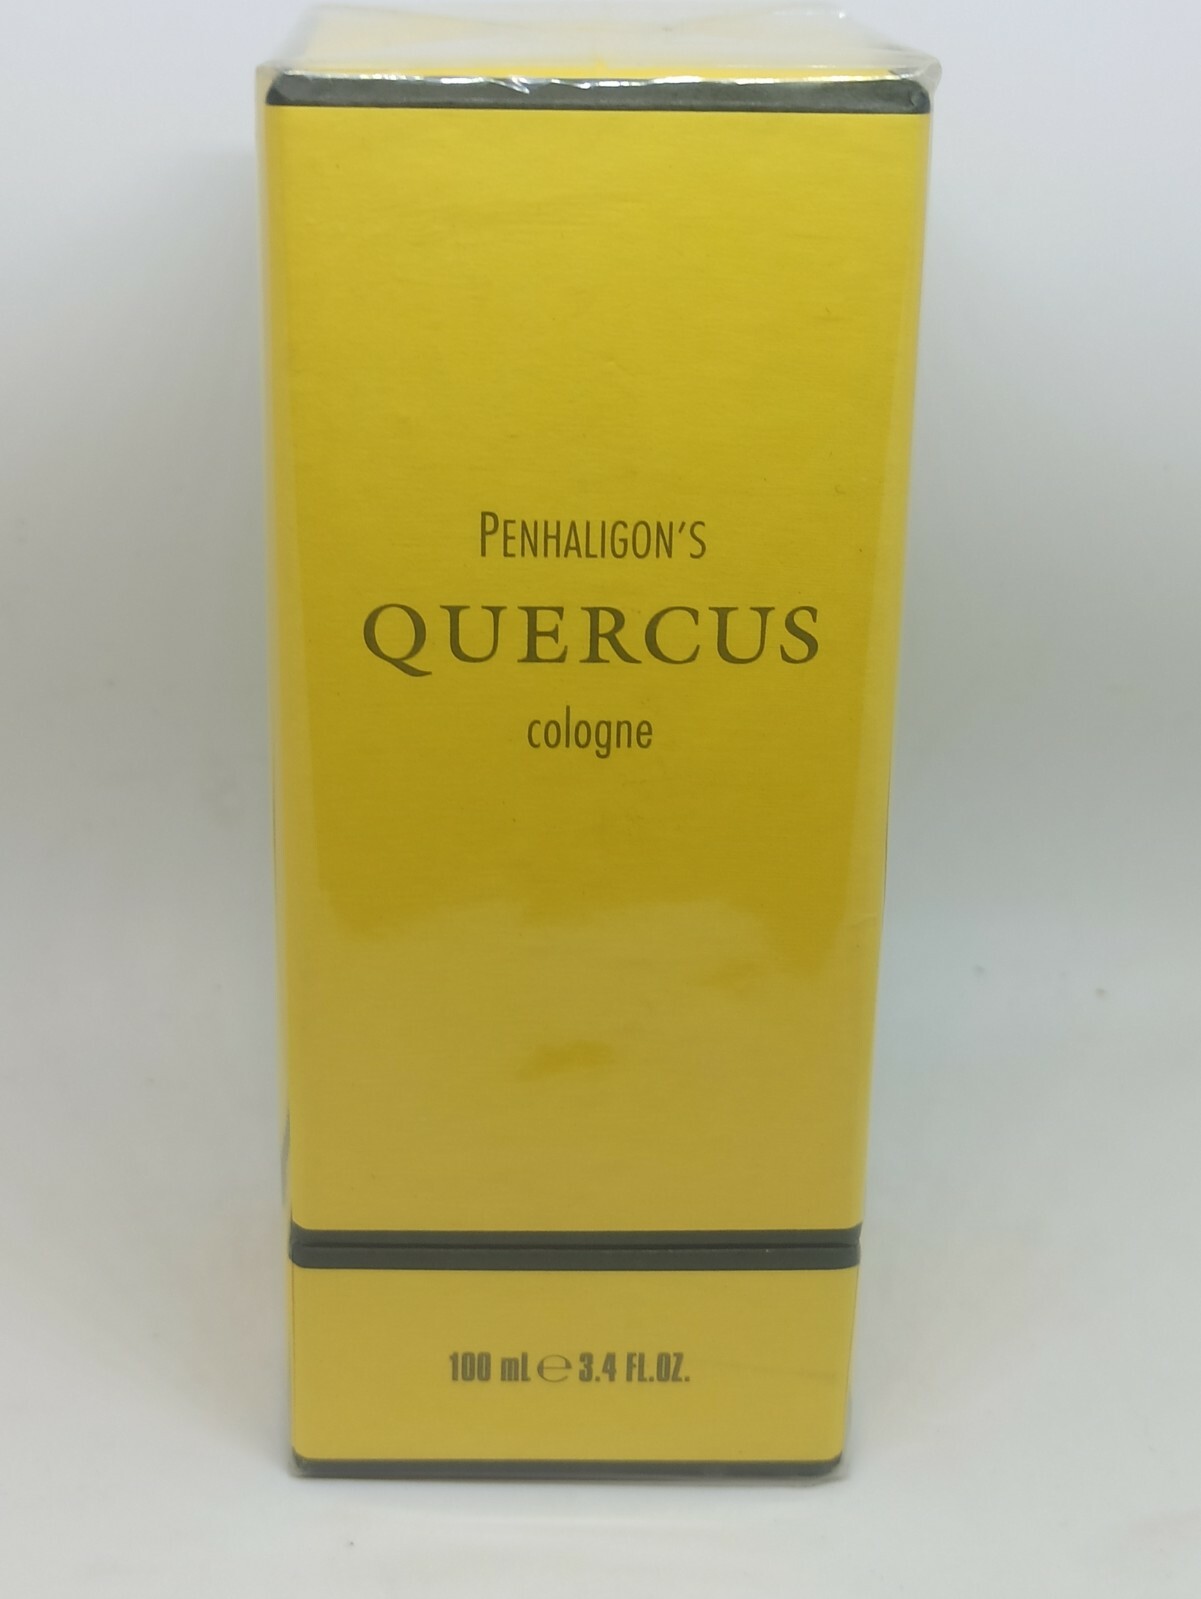 PENHALIGON'S
QUERCUS
cologne
100 mL ℮ 3.4 FL.OZ.